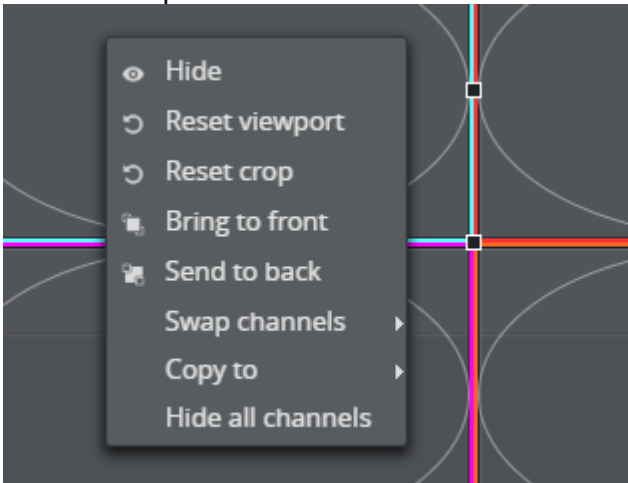 Hide
Reset viewport
Reset crop
Bring to front
Send to back
Swap channels
Copy to
Hide all channels